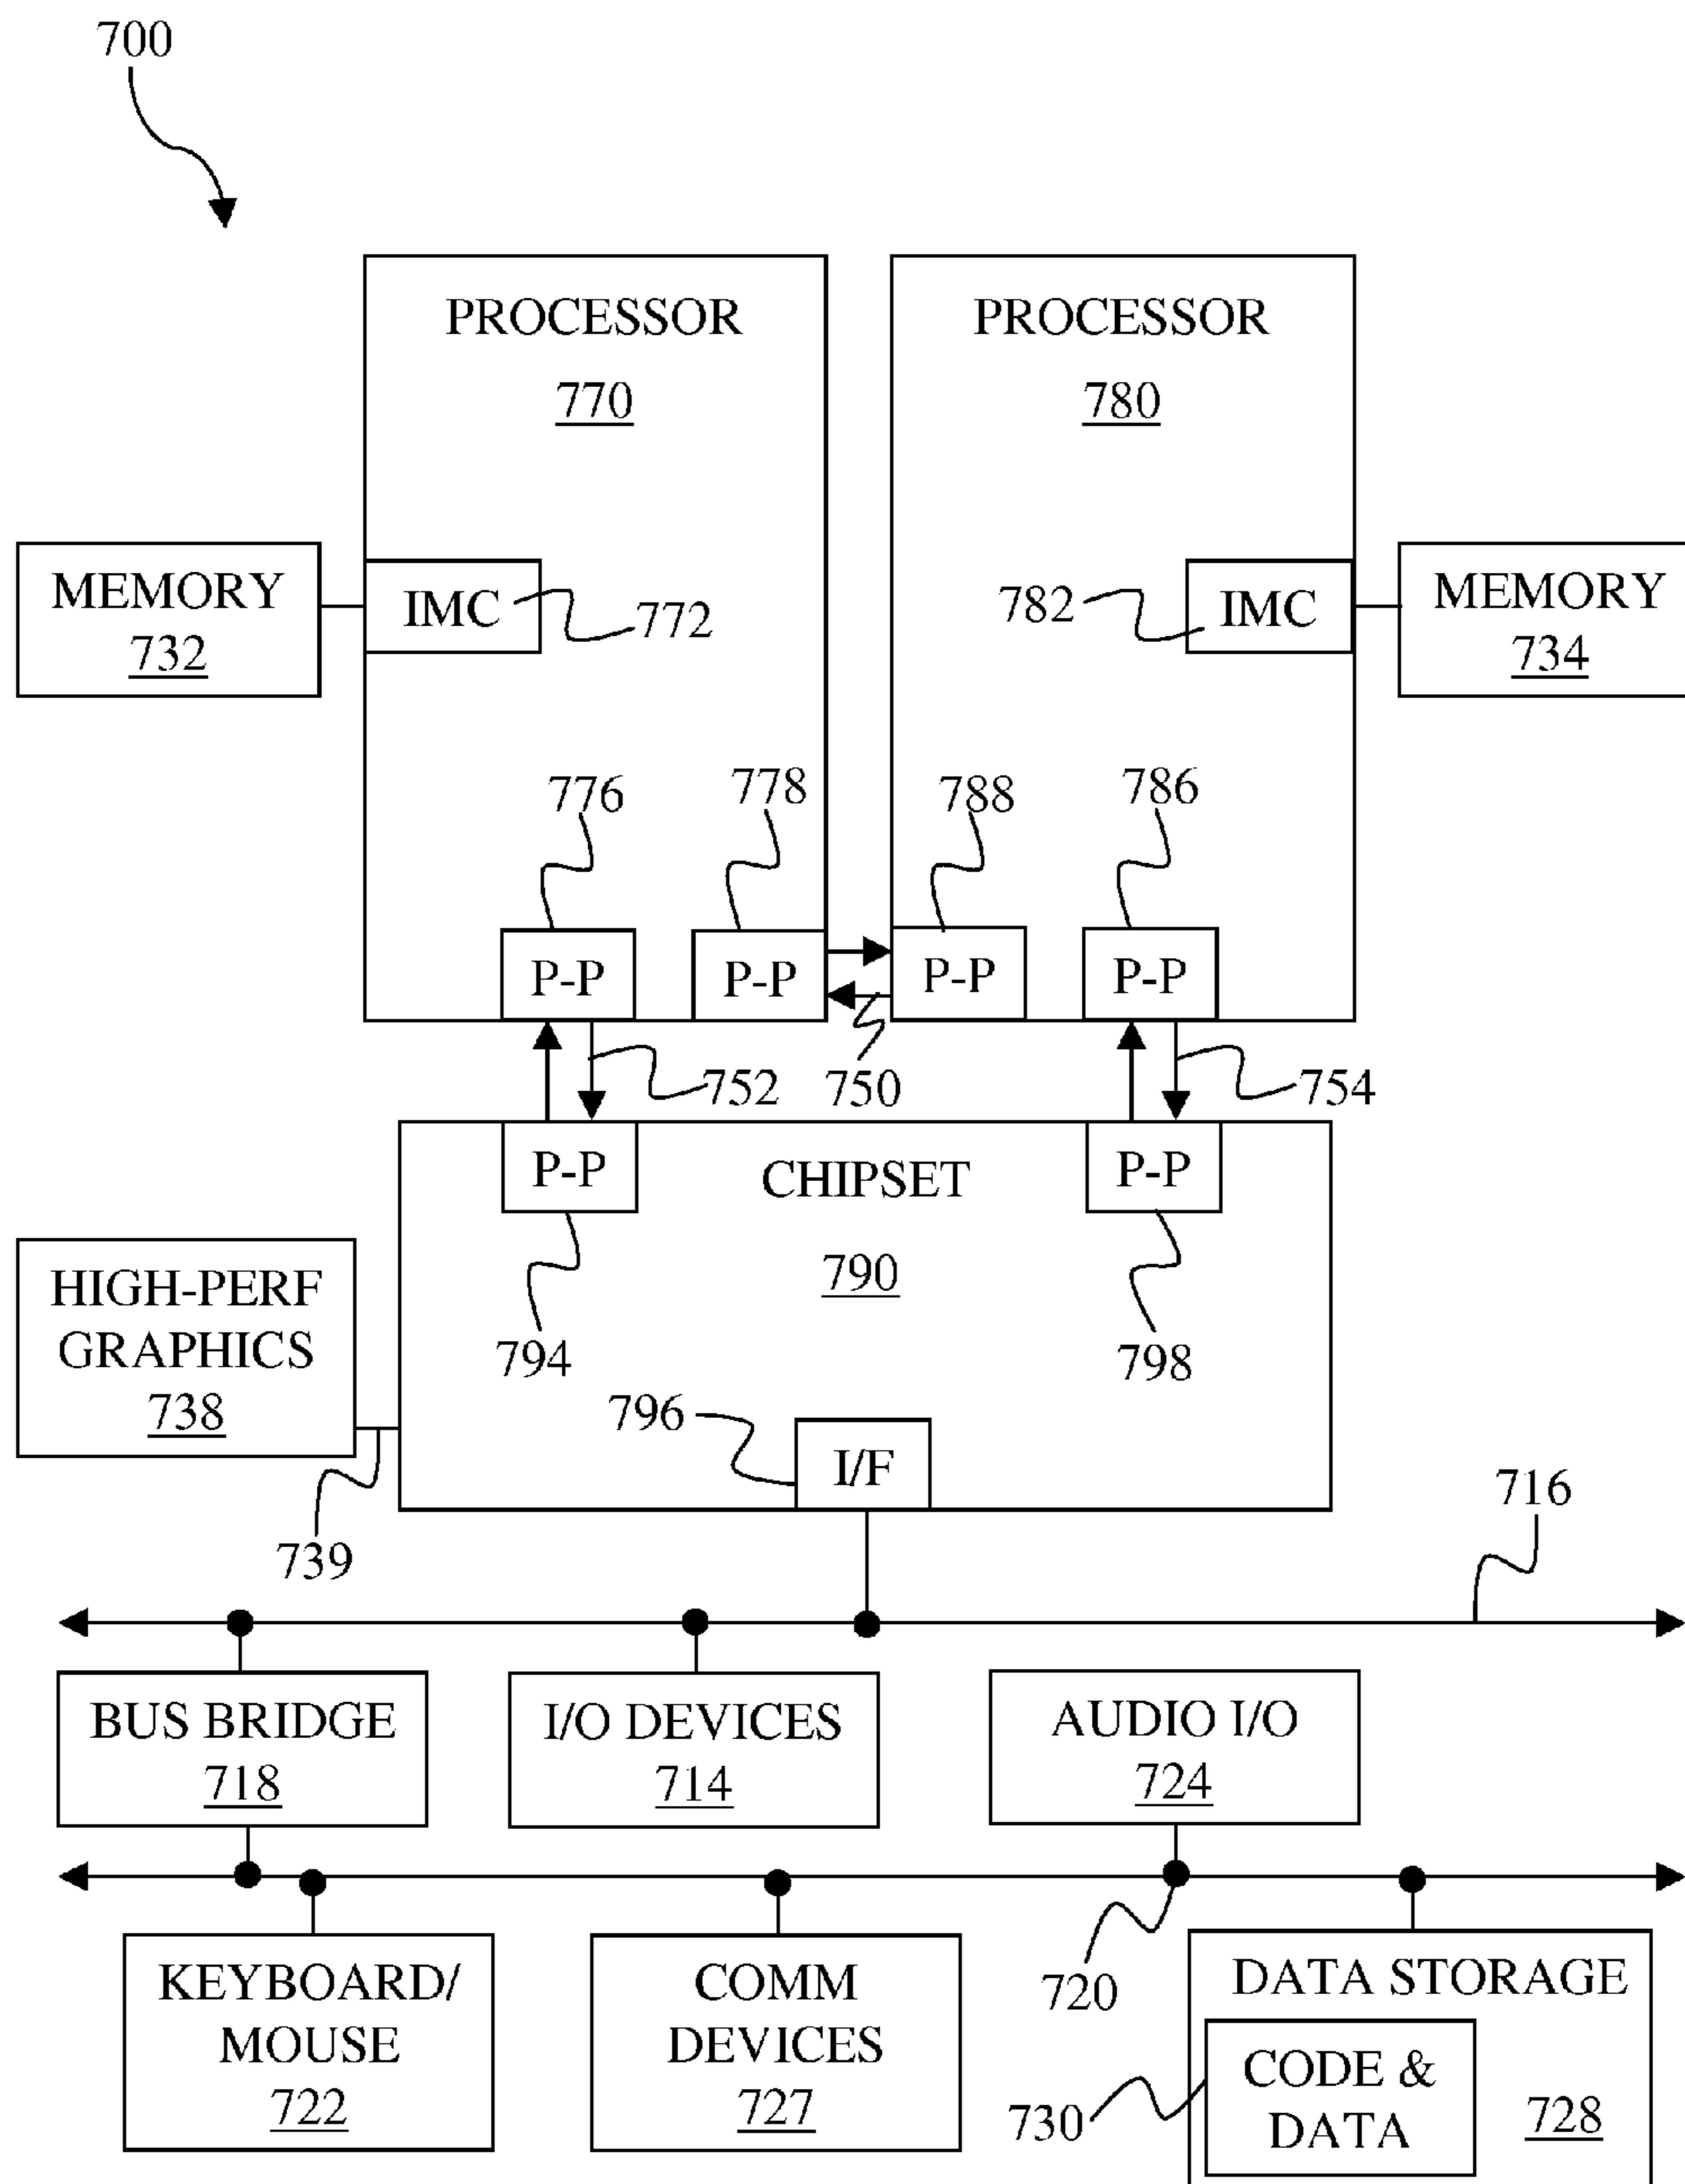 700
PROCESSOR
770
PROCESSOR
780
MEMORY
732
IMC
772
782
IMC
MEMORY
734
776
778
788
786
P-P
P-P
P-P
P-P
752
750
754
P-P
CHIPSET
P-P
790
HIGH-PERF
GRAPHICS
738
794
798
796
I/F
739
716
BUS BRIDGE
718
I/O DEVICES
714
AUDIO I/O
724
KEYBOARD/
MOUSE
722
COMM
DEVICES
727
720
DATA STORAGE
CODE &
DATA
730
728